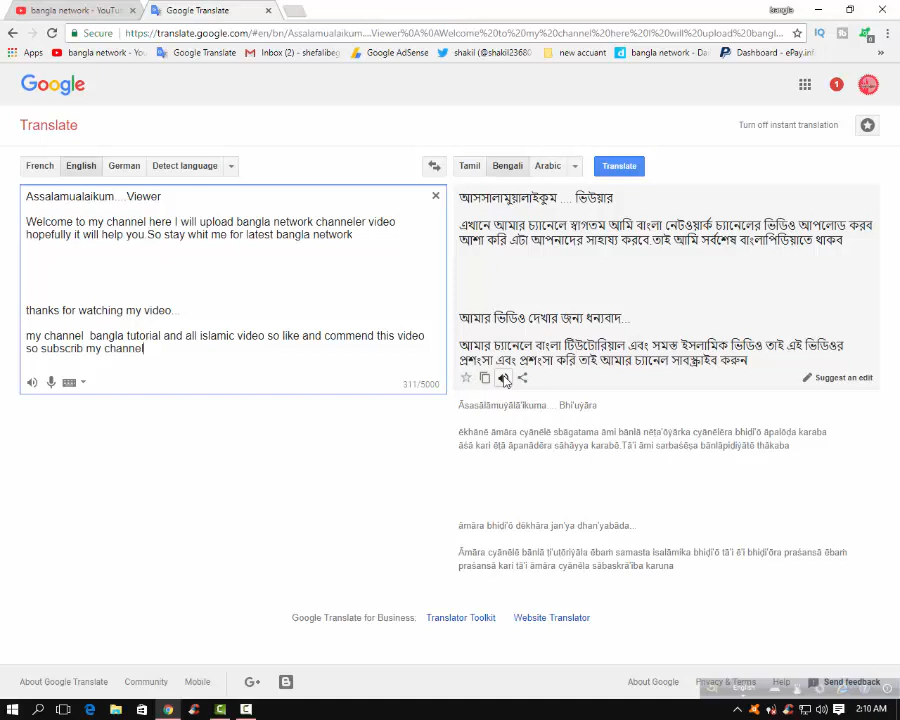 bangla network - YouTu
Google Translate
bangla
Secure https://translate.google.com/#en/bn/Assalamualaikum....Viewer%0A%0AWelcome%20to%20my%20channel%20here%20I%20will%20upload%20bangl...
Apps bangla network - You Google Translate Inbox (2) - shefalibeg Google AdSense shakil (@shakil23680 new accuant bangla network - Dai Dashboard - ePay.inf »
Google
1
Translate
Turn off instant translation
French English German Detect language
Tamil Bengali Arabic Translate
Assalamualaikum....Viewer
Welcome to my channel here I will upload bangla network channeler video
hopefully it will help you.So stay whit me for latest bangla network
thanks for watching my video...
my channel bangla tutorial and all islamic video so like and commend this video
so subscrib my channel
311/5000
আসসালামুয়ালাইকুম .... ভিউয়ার
এখানে আমার চ্যানেলে স্বাগতম আমি বাংলা নেটওয়ার্ক চ্যানেলের ভিডিও আপলোড করব
আশা করি এটা আপনাদের সাহায্য করবে.তাই আমি সর্বশেষ বাংলাপিডিয়াতে থাকব
আমার ভিডিও দেখার জন্য ধন্যবাদ...
আমার চ্যানেলে বাংলা টিউটোরিয়াল এবং সমস্ত ইসলামিক ভিডিও তাই এই ভিডিওর
প্রশংসা এবং প্রশংসা করি তাই আমার চ্যানেল সাবস্ক্রাইব করুন
Suggest an edit
Āsasālāmuẏālā'ikuma.... Bhi'uẏāra
ēkhānē āmāra cyānēlē sbāgatama āmi bānlā nēṭa'ōẏārka cyānēlēra bhiḍi'ō āpalōḍa karaba
āśā kari ēṭā āpanādēra sāhāyya karabē.Tā'i āmi sarbaśēṣa bānlāpiḍiẏātē thākaba
āmāra bhiḍi'ō dēkhāra jan'ya dhan'yabāda...
Āmāra cyānēlē bānlā ṭi'uṭōriẏāla ēbaṁ samasta isalāmika bhiḍi'ō tā'i ē'i bhiḍi'ōra praśansā ēbaṁ
praśansā kari tā'i āmāra cyānēla sābaskrā'iba karuna
Google Translate for Business: Translator Toolkit Website Translator
About Google Translate Community Mobile G+ About Google Privacy & Terms Help Send feedback
English
2:10 AM